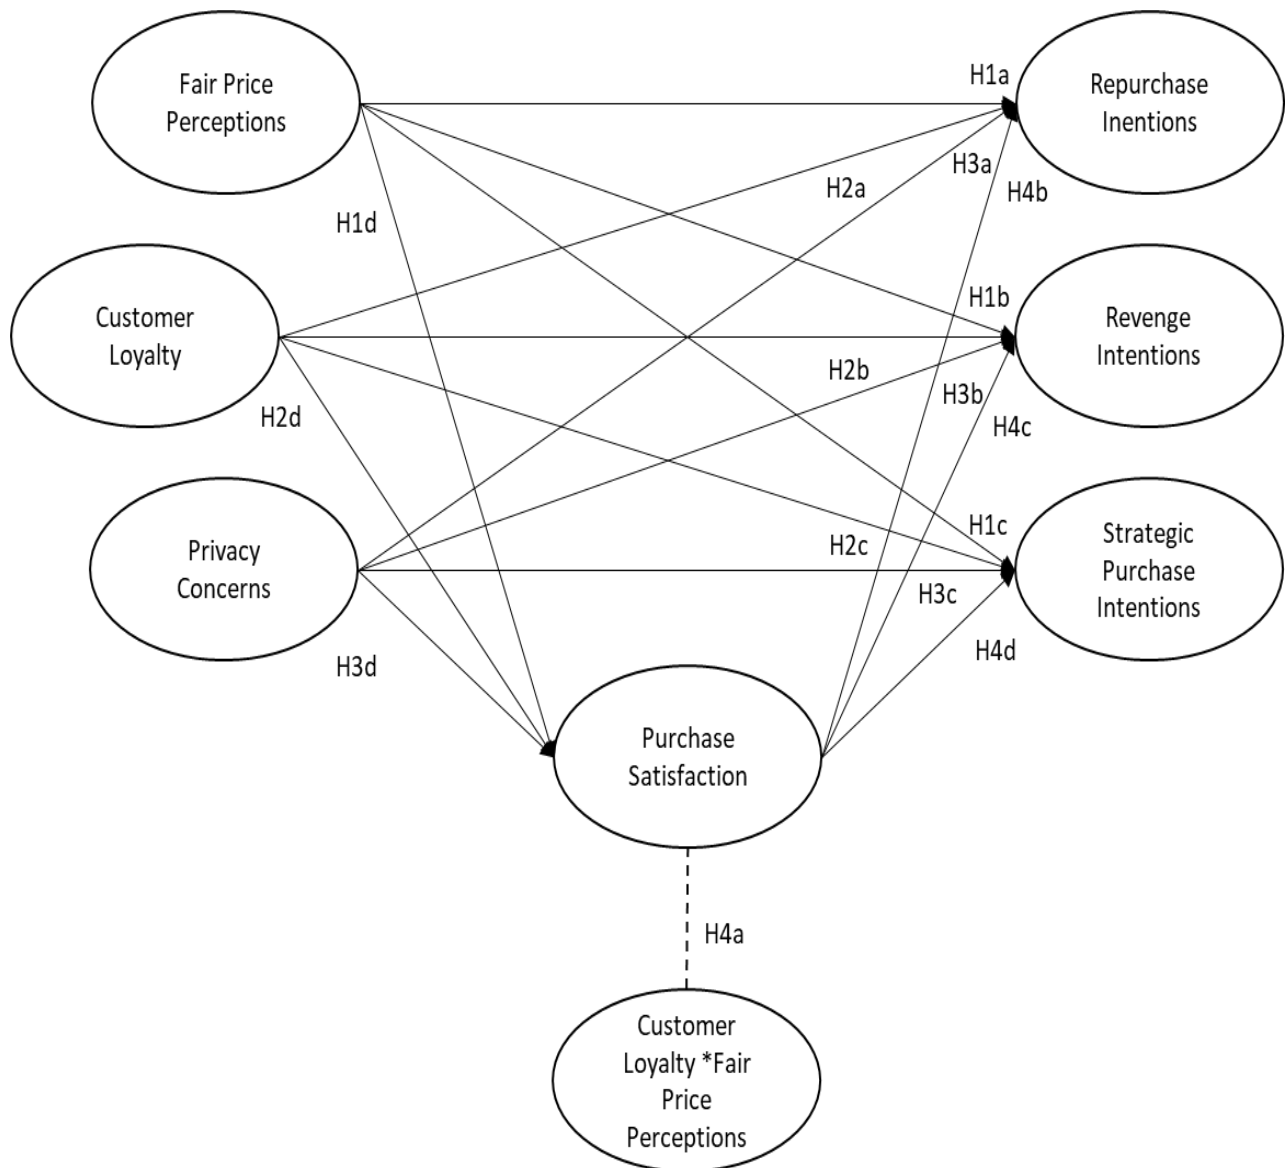 Fair Price
Perceptions
H1a
Repurchase
Inentions
H3a
H2a
H4b
H1d
Customer
Loyalty
H1b
Revenge
Intentions
H2b
H3b
H2d
H4c
Privacy
Concerns
H1c
H2c
Strategic
Purchase
Intentions
H3c
H3d
H4d
Purchase
Satisfaction
H4a
Customer
Loyalty *Fair
Price
Perceptions